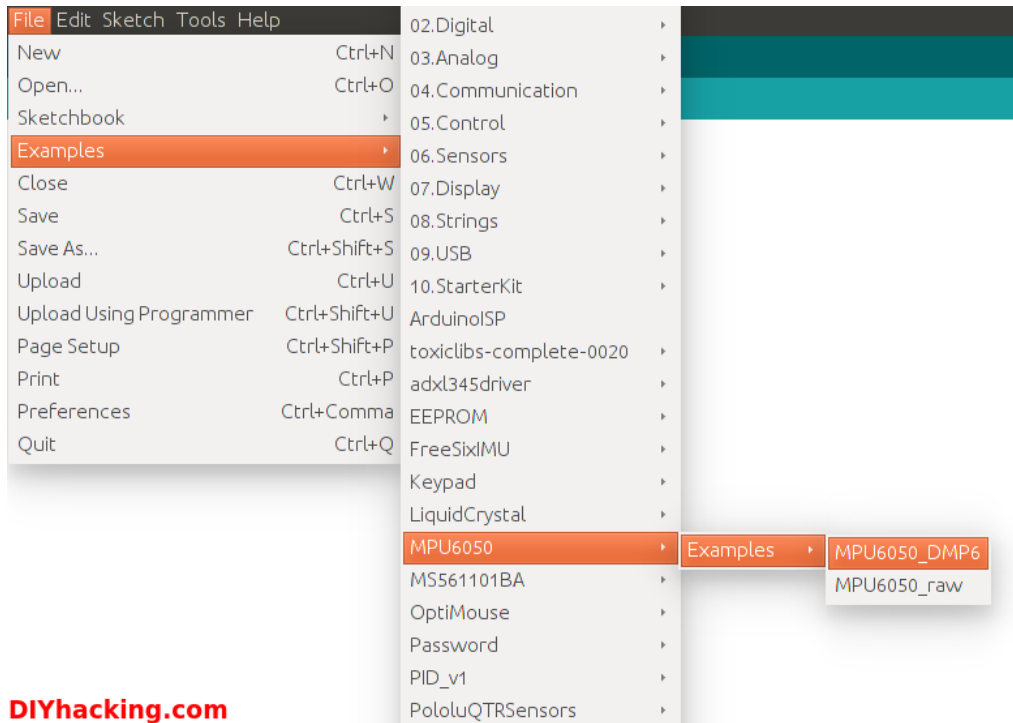 File Edit Sketch Tools Help
New Ctrl+N
Open... Ctrl+O
Sketchbook
Examples
Close Ctrl+W
Save Ctrl+S
Save As... Ctrl+Shift+S
Upload Ctrl+U
Upload Using Programmer Ctrl+Shift+U
Page Setup Ctrl+Shift+P
Print Ctrl+P
Preferences Ctrl+Comma
Quit Ctrl+Q
02.Digital
03.Analog
04.Communication
05.Control
06.Sensors
07.Display
08.Strings
09.USB
10.StarterKit
ArduinoISP
toxiclibs-complete-0020
adxl345driver
EEPROM
FreeSixIMU
Keypad
LiquidCrystal
MPU6050
MS561101BA
OptiMouse
Password
PID_v1
PololuQTRSensors
Examples
MPU6050_DMP6
MPU6050_raw
DIYhacking.com